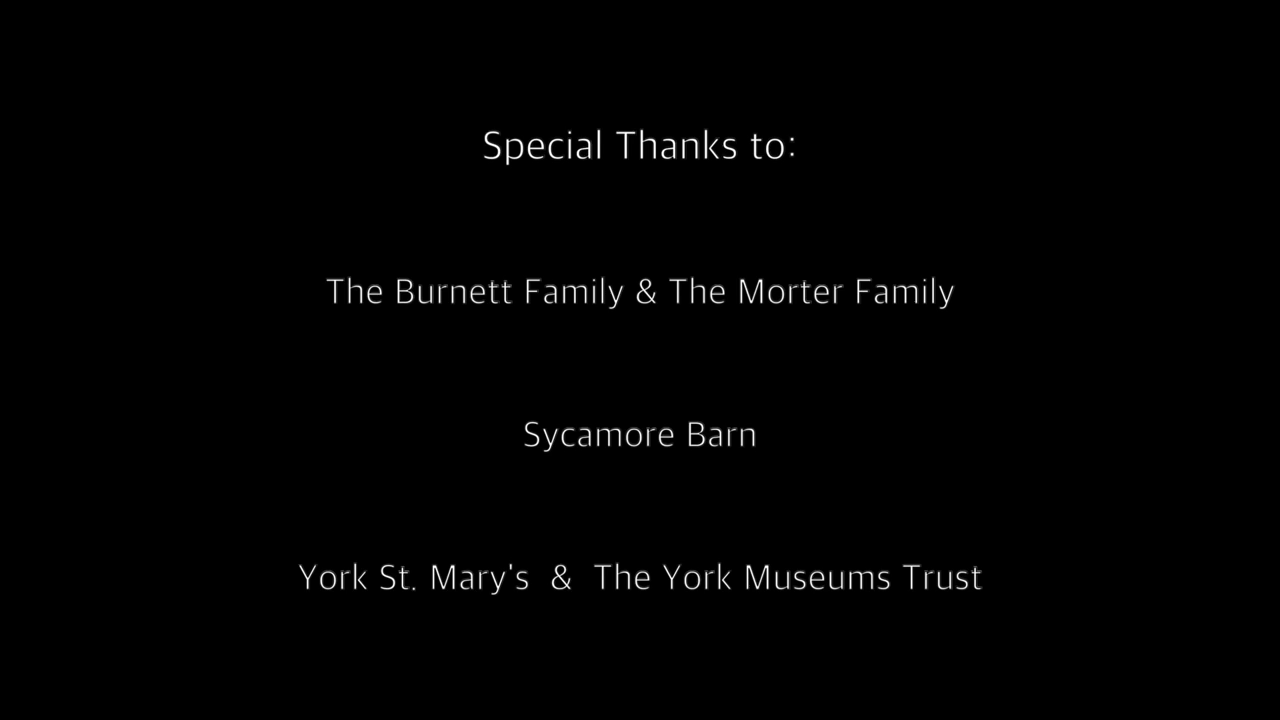 Special Thanks to:
The Burnett Family & The Morter Family
Sycamore Barn
York St. Mary's & The York Museums Trust